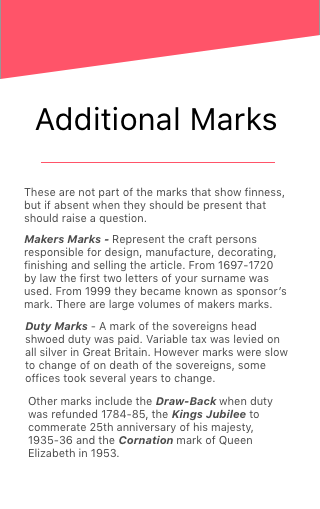 Additional Marks
These are not part of the marks that show finness,
but if absent when they should be present that
should raise a question.
Makers Marks - Represent the craft persons
responsible for design, manufacture, decorating,
finishing and selling the article. From 1697-1720
by law the first two letters of your surname was
used. From 1999 they became known as sponsor's
mark. There are large volumes of makers marks.
Duty Marks - A mark of the sovereigns head
shwoed duty was paid. Variable tax was levied on
all silver in Great Britain. However marks were slow
to change of on death of the sovereigns, some
offices took several years to change.
Other marks include the Draw-Back when duty
was refunded 1784-85, the Kings Jubilee to
commerate 25th anniversary of his majesty,
1935-36 and the Cornation mark of Queen
Elizabeth in 1953.